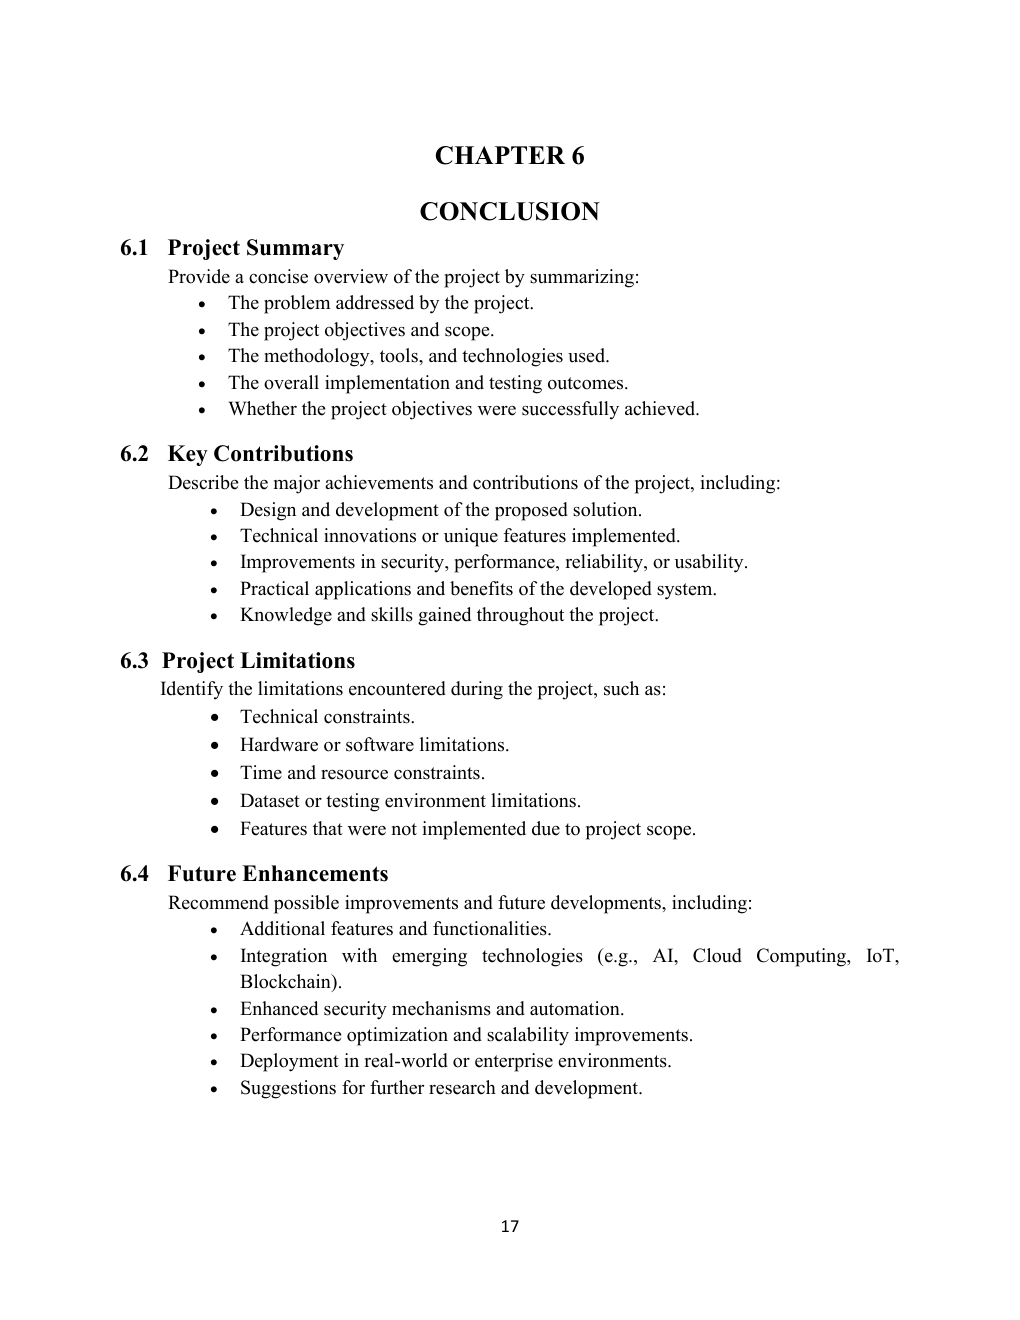 CHAPTER 6
CONCLUSION
6.1 Project Summary
Provide a concise overview of the project by summarizing:
• The problem addressed by the project.
• The project objectives and scope.
• The methodology, tools, and technologies used.
• The overall implementation and testing outcomes.
• Whether the project objectives were successfully achieved.
6.2 Key Contributions
Describe the major achievements and contributions of the project, including:
• Design and development of the proposed solution.
• Technical innovations or unique features implemented.
• Improvements in security, performance, reliability, or usability.
• Practical applications and benefits of the developed system.
• Knowledge and skills gained throughout the project.
6.3 Project Limitations
Identify the limitations encountered during the project, such as:
• Technical constraints.
• Hardware or software limitations.
• Time and resource constraints.
• Dataset or testing environment limitations.
• Features that were not implemented due to project scope.
6.4 Future Enhancements
Recommend possible improvements and future developments, including:
• Additional features and functionalities.
• Integration with emerging technologies (e.g., AI, Cloud Computing, IoT,
Blockchain).
• Enhanced security mechanisms and automation.
• Performance optimization and scalability improvements.
• Deployment in real-world or enterprise environments.
• Suggestions for further research and development.
17